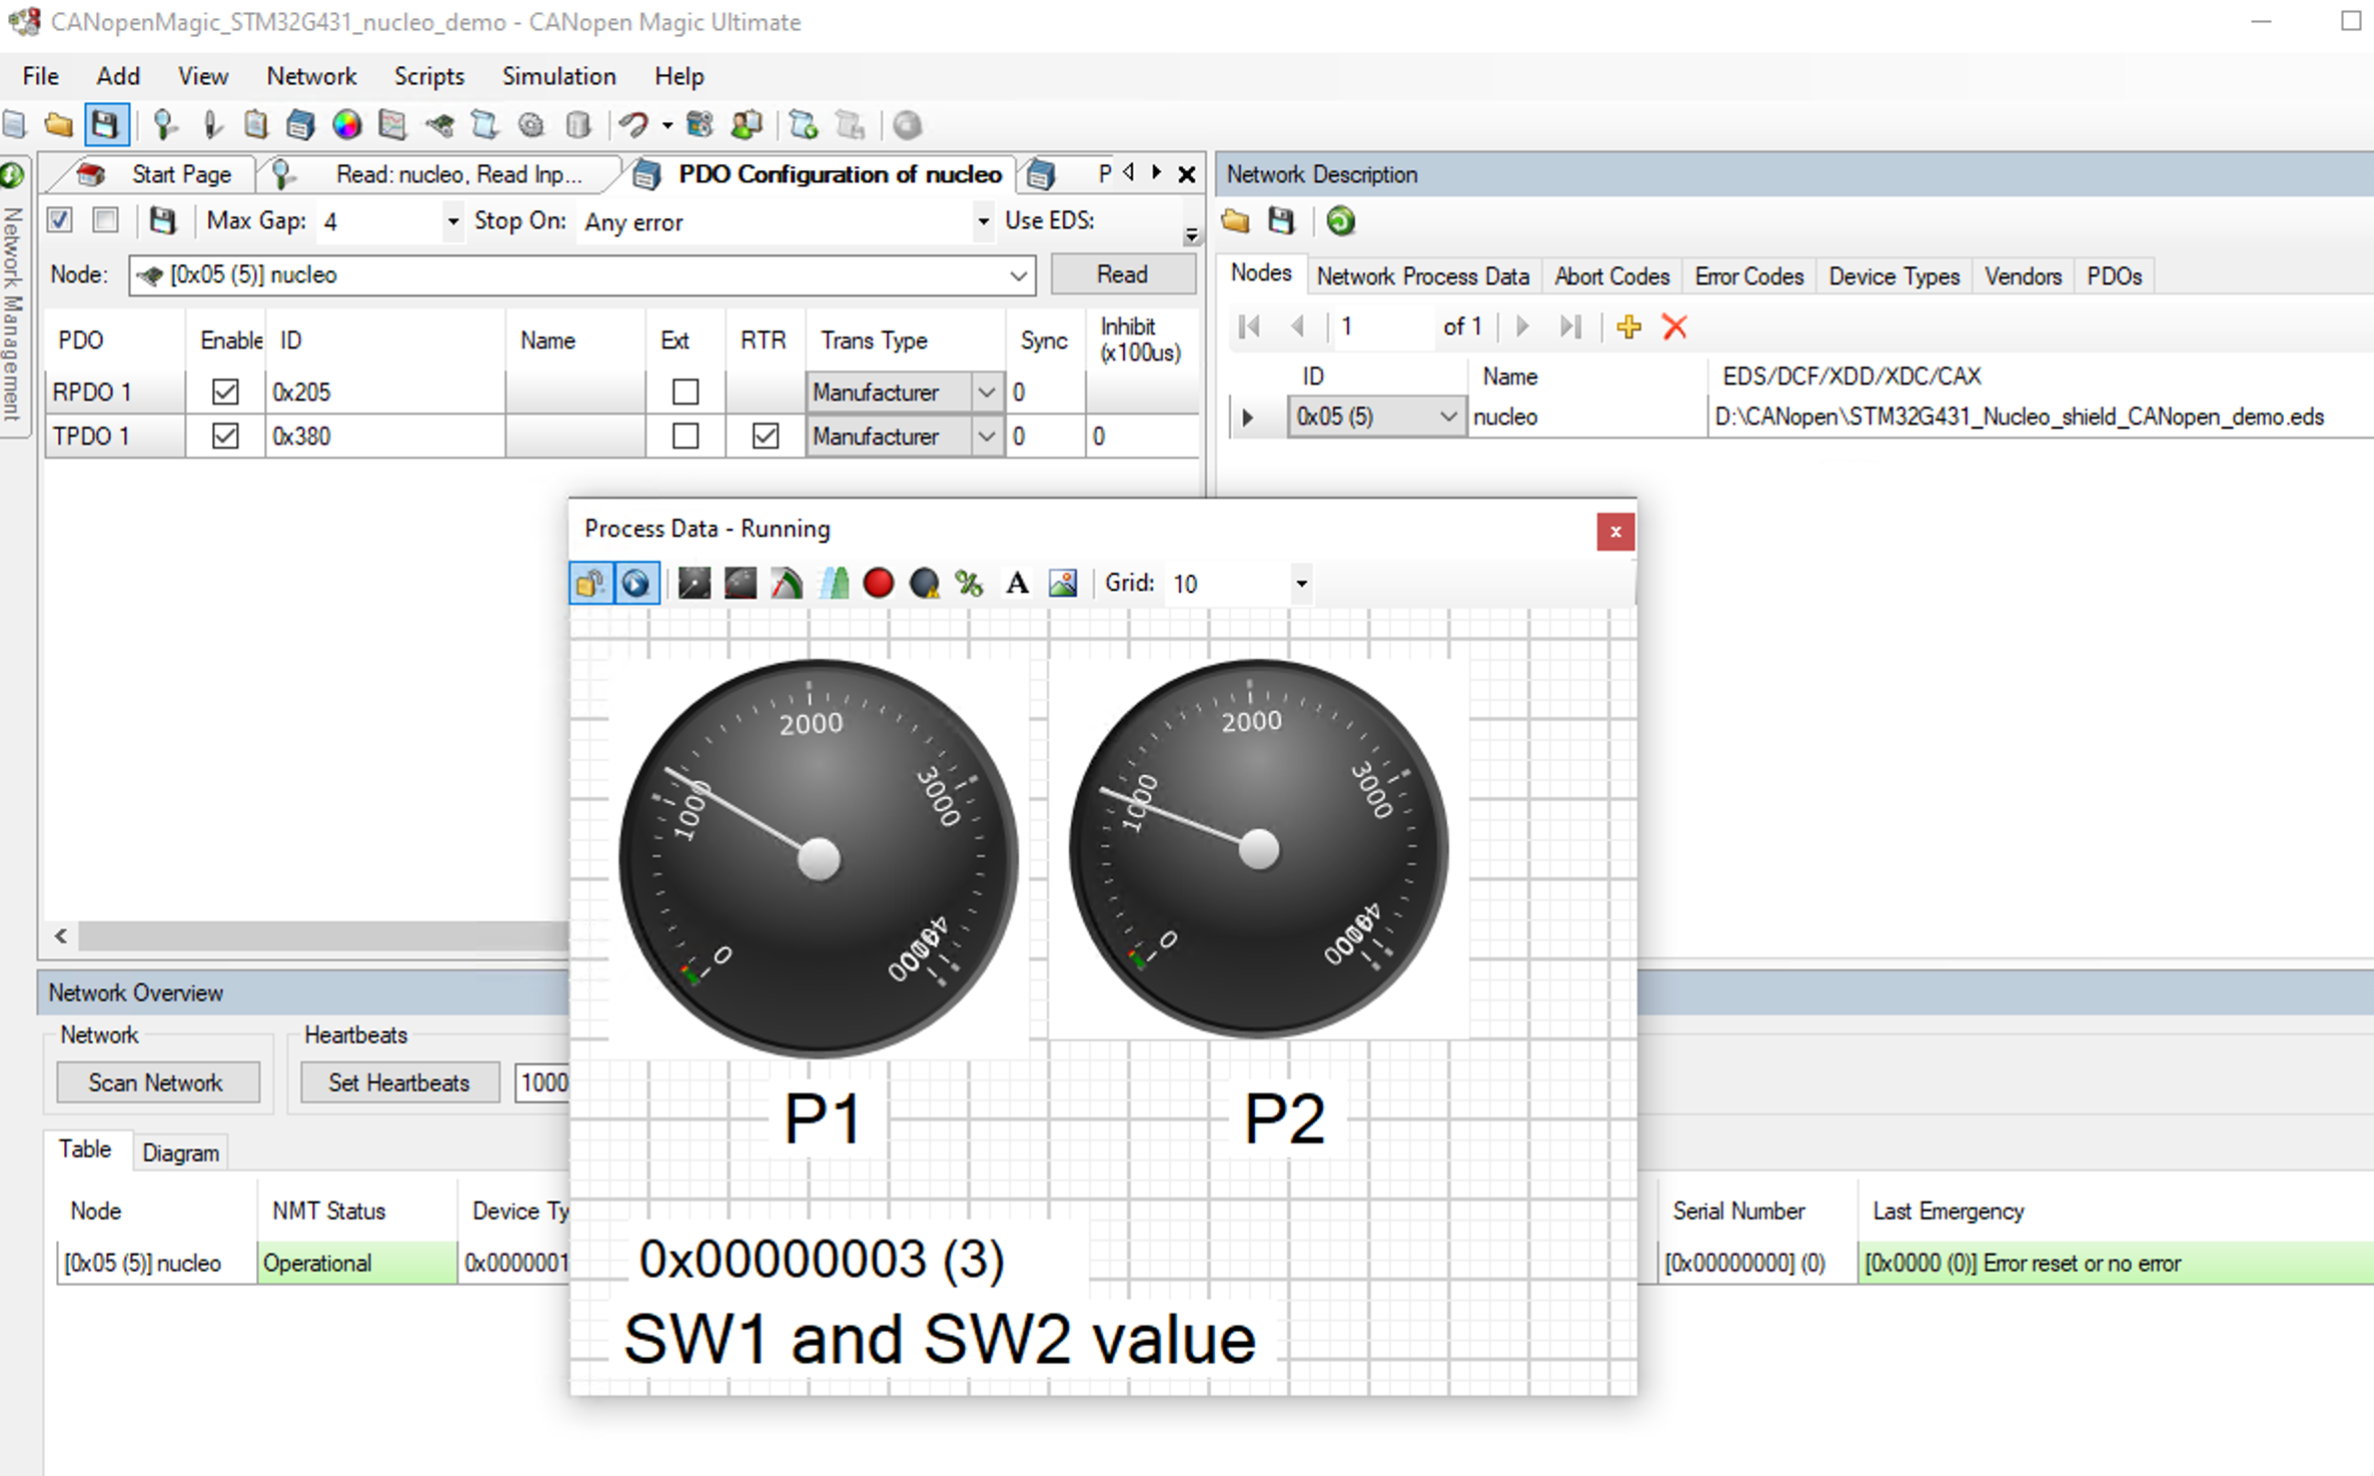 CANopenMagic_STM32G431_nucleo_demo - CANopen Magic Ultimate
File Add View Network Scripts Simulation Help
Network Management
Start Page Read: nucleo, Read Inp... PDO Configuration of nucleo P
Max Gap: 4 Stop On: Any error Use EDS:
Node: [0x05 (5)] nucleo Read
PDO Enable ID Name Ext RTR Trans Type Sync Inhibit (x100us)
RPDO 1 0x205 Manufacturer 0
TPDO 1 0x380 Manufacturer 0 0
Network Description
Nodes Network Process Data Abort Codes Error Codes Device Types Vendors PDOs
1 of 1
ID Name EDS/DCF/XDD/XDC/CAX
0x05 (5) nucleo D:\CANopen\STM32G431_Nucleo_shield_CANopen_demo.eds
Process Data - Running
A Grid: 10
0 1000 2000 3000
0 1000 2000 3000
P1 P2
0x00000003 (3)
SW1 and SW2 value
Network Overview
Network Heartbeats
Scan Network Set Heartbeats 1000
Table Diagram
Node NMT Status Device Ty Serial Number Last Emergency
[0x05 (5)] nucleo Operational 0x0000001 [0x00000000] (0) [0x0000 (0)] Error reset or no error